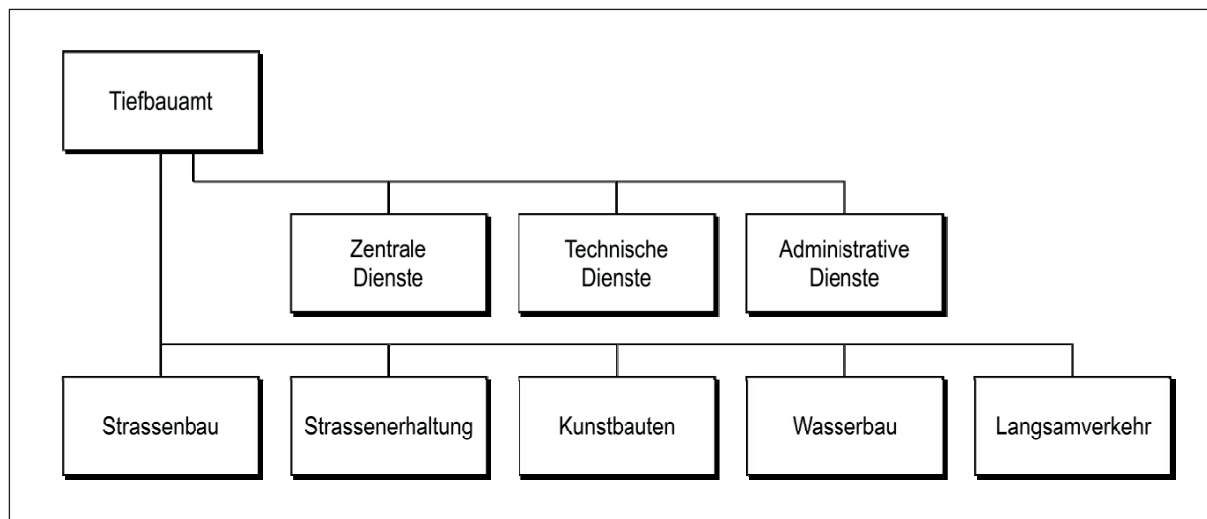 Tiefbauamt
Zentrale
Dienste
Technische
Dienste
Administrative
Dienste
Strassenbau
Strassenerhaltung
Kunstbauten
Wasserbau
Langsamverkehr